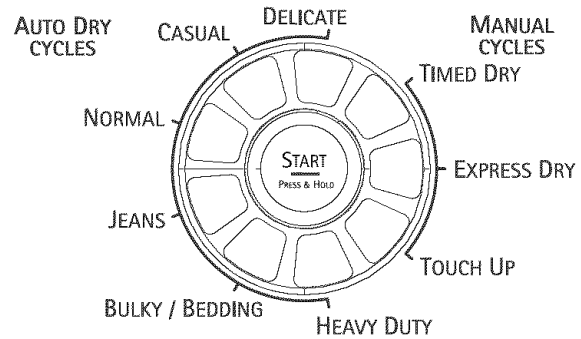 AUTO DRY
CYCLES
CASUAL
DELICATE
MANUAL
CYCLES
TIMED DRY
NORMAL
START
PRESS & HOLD
EXPRESS DRY
JEANS
TOUCH UP
BULKY / BEDDING
HEAVY DUTY